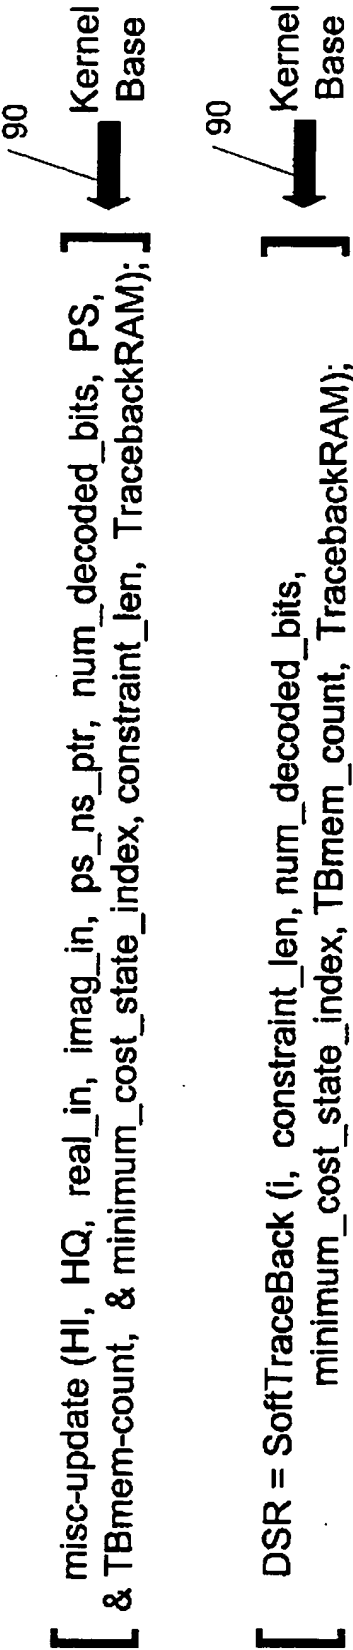 misc-update (HI, HQ, real_in, imag_in, ps_ns_ptr, num_decoded_bits, PS,
& TBmem-count, & minimum_cost_state_index, constraint_len, TracebackRAM);
90
Kernel
Base
DSR = SoftTraceBack (i, constraint_len, num_decoded_bits,
minimum_cost_state_index, TBmem_count, TracebackRAM);
90
Kernel
Base